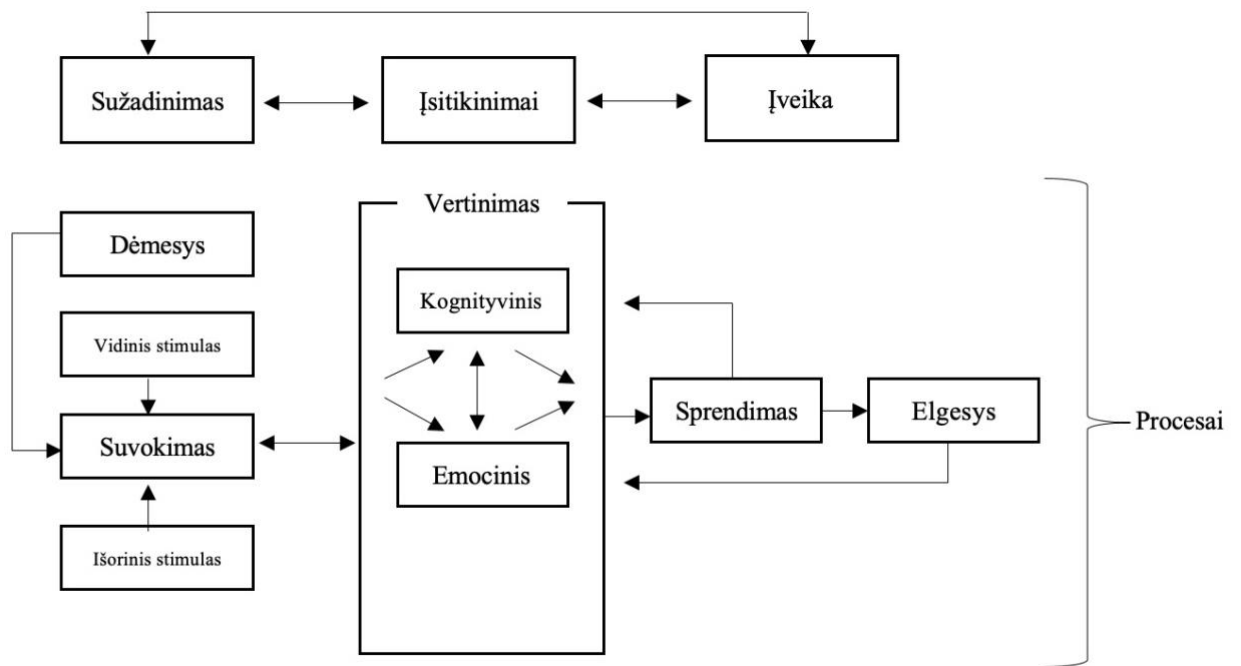 Sužadinimas
Įsitikinimai
Įveika
Vertinimas
Dėmesys
Kognityvinis
Vidinis stimulas
Sprendimas
Elgesys
Procesai
Suvokimas
Emocinis
Išorinis stimulas